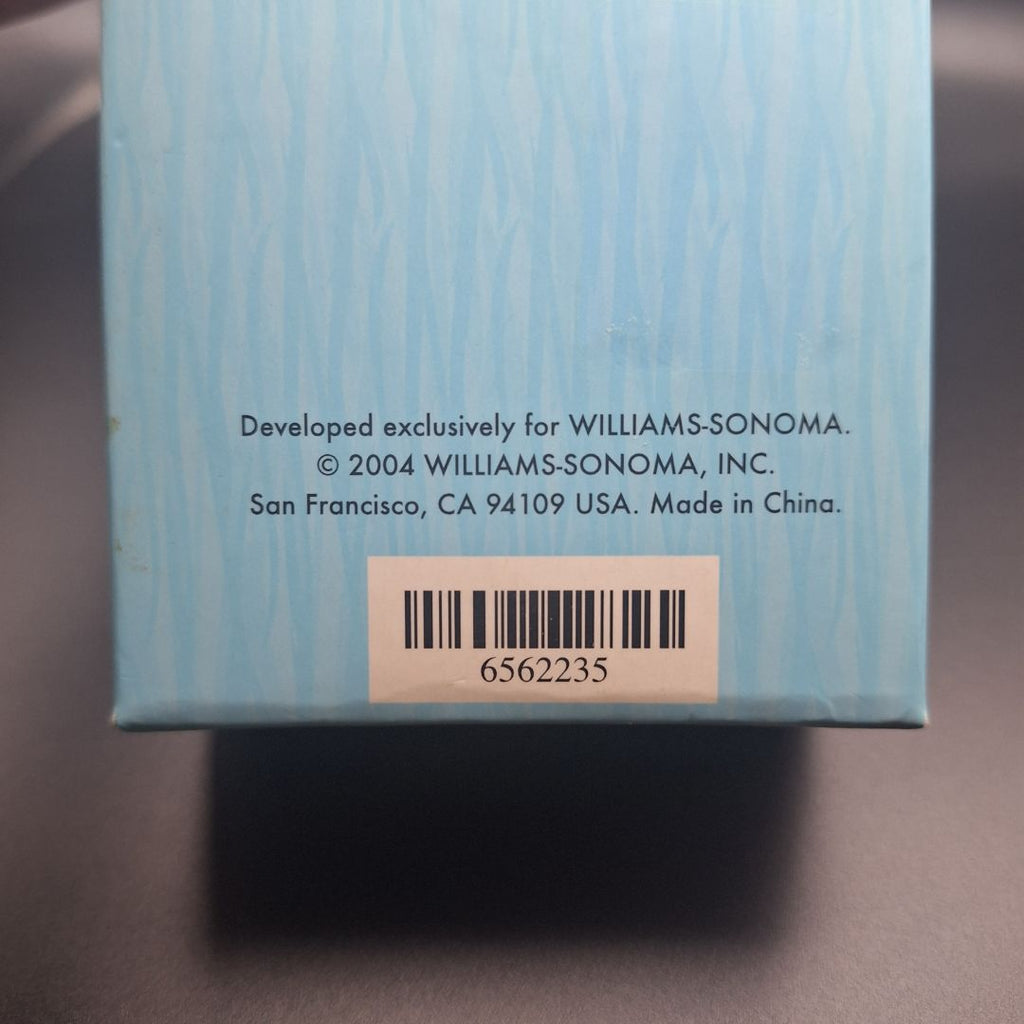 Developed exclusively for WILLIAMS-SONOMA.
© 2004 WILLIAMS-SONOMA, INC.
San Francisco, CA 94109 USA. Made in China.
6562235